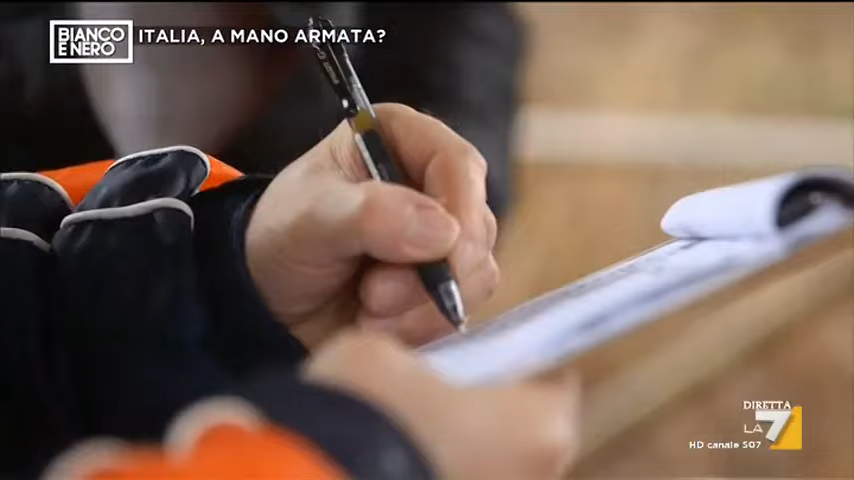 BIANCO
E NERO
ITALIA, A MANO ARMATA?
DIRETTA
LA 7
HD canale 507